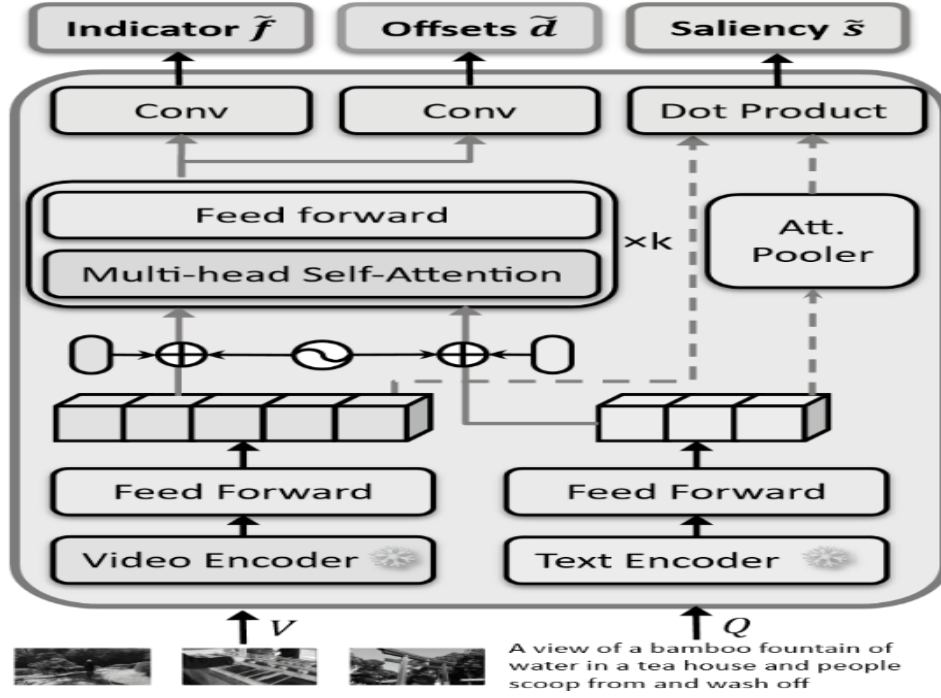 Indicator f̃ Offsets d̃ Saliency s̃
Conv Conv Dot Product
Feed forward
Multi-head Self-Attention
×k
Att.
Pooler
Feed Forward Feed Forward
Video Encoder Text Encoder
V Q
A view of a bamboo fountain of
water in a tea house and people
scoop from and wash off